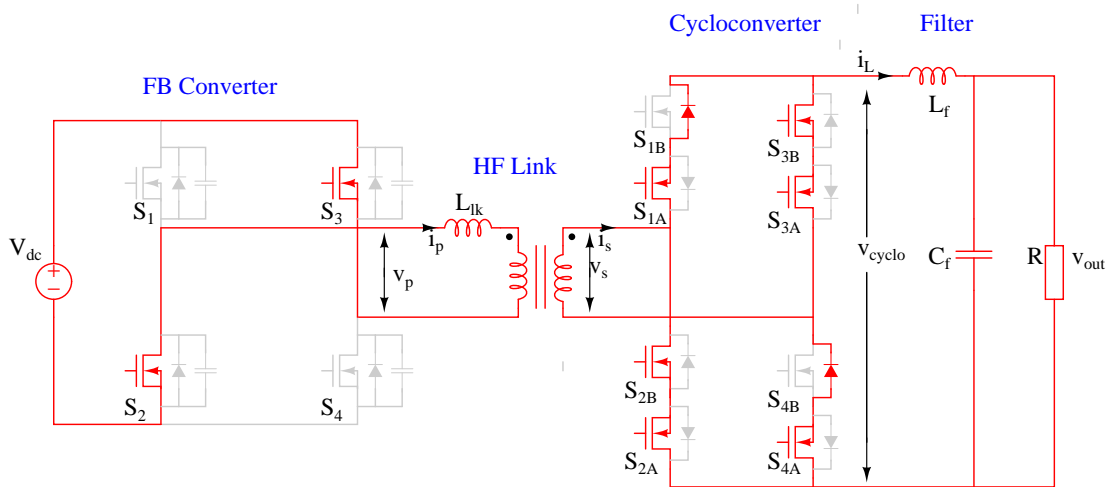 Cycloconverter
Filter
FB Converter
HF Link
i_L
L_f
S_1B
S_3B
S_1
S_3
L_lk
S_1A
S_3A
V_dc
i_p
i_s
v_p
v_s
v_cyclo
C_f
R
v_out
S_2
S_4
S_2B
S_4B
S_2A
S_4A